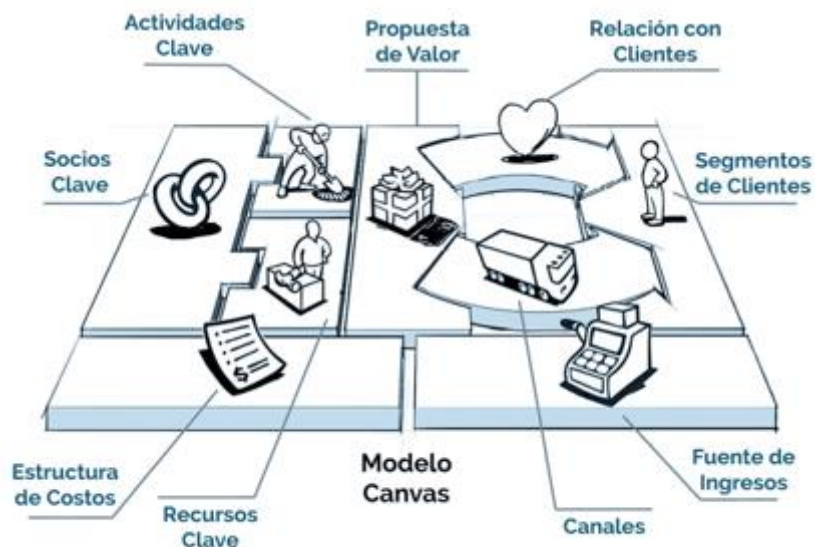 Actividades
Clave
Propuesta
de Valor
Relación con
Clientes
Socios
Clave
Segmentos
de Clientes
Estructura
de Costos
Recursos
Clave
Modelo
Canvas
Canales
Fuente de
Ingresos